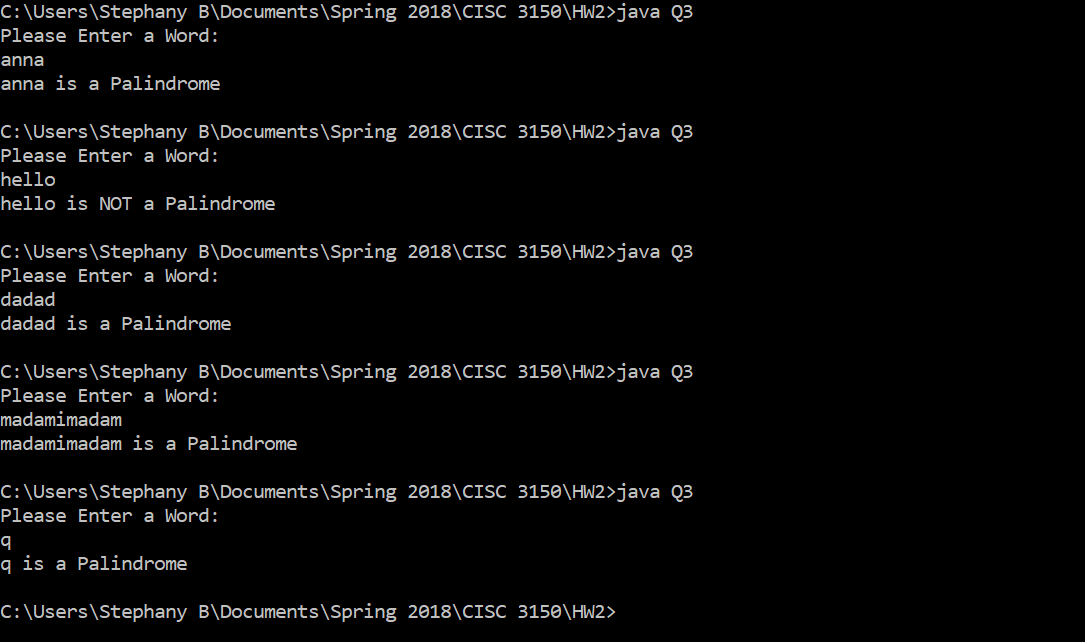 C:\Users\Stephany B\Documents\Spring 2018\CISC 3150\HW2>java Q3
Please Enter a Word:
anna
anna is a Palindrome
C:\Users\Stephany B\Documents\Spring 2018\CISC 3150\HW2>java Q3
Please Enter a Word:
hello
hello is NOT a Palindrome
C:\Users\Stephany B\Documents\Spring 2018\CISC 3150\HW2>java Q3
Please Enter a Word:
dadad
dadad is a Palindrome
C:\Users\Stephany B\Documents\Spring 2018\CISC 3150\HW2>java Q3
Please Enter a Word:
madamimadam
madamimadam is a Palindrome
C:\Users\Stephany B\Documents\Spring 2018\CISC 3150\HW2>java Q3
Please Enter a Word:
q
q is a Palindrome
C:\Users\Stephany B\Documents\Spring 2018\CISC 3150\HW2>